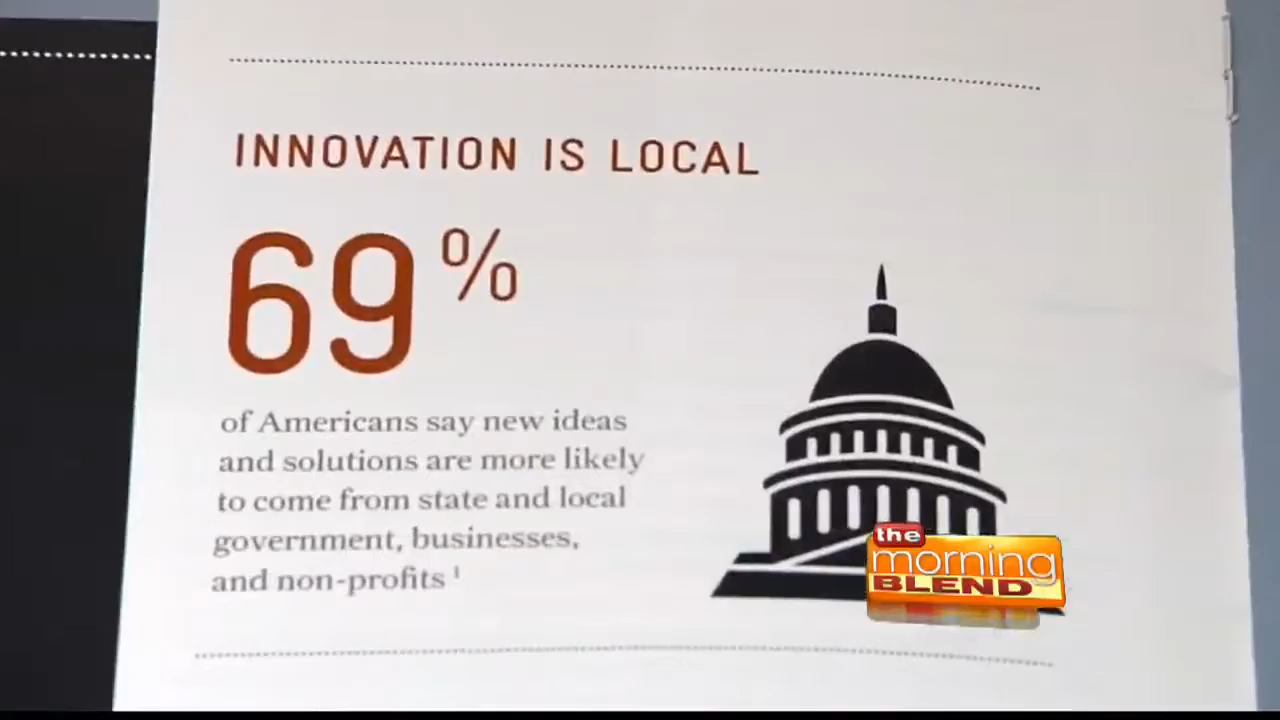 INNOVATION IS LOCAL
69%
of Americans say new ideas
and solutions are more likely
to come from state and local
government, businesses,
and non-profits 1
the
morning
BLEND